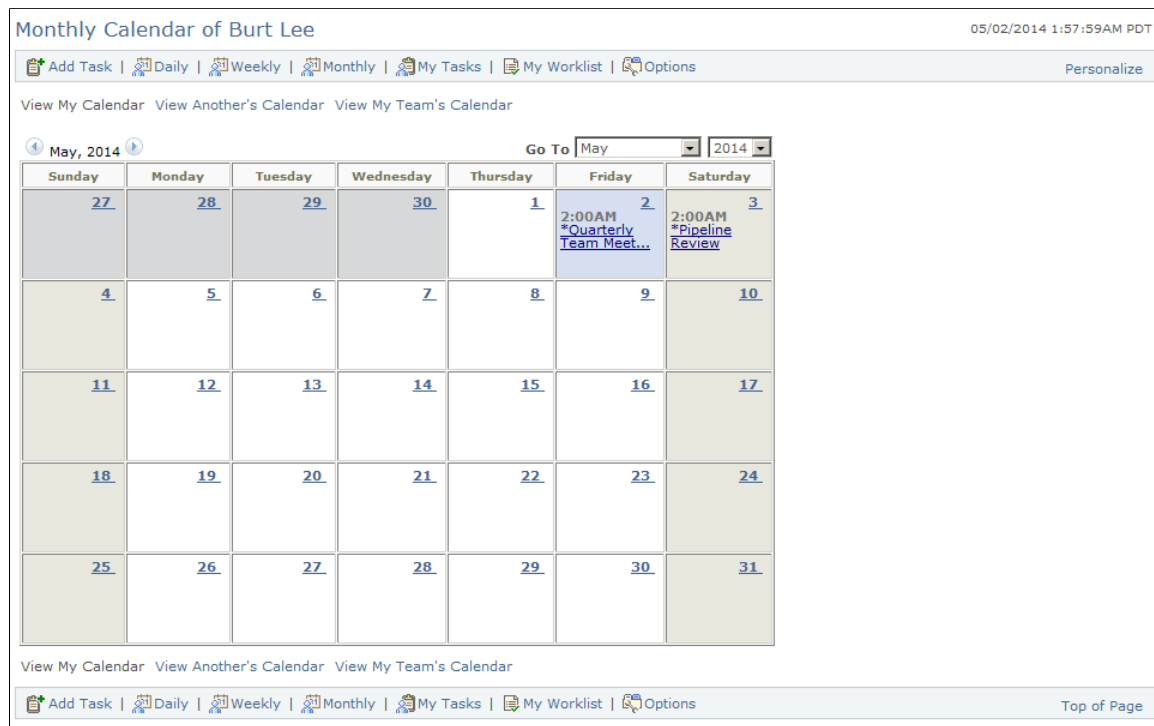 Monthly Calendar of Burt Lee 05/02/2014 1:57:59AM PDT
Add Task | Daily | Weekly | Monthly | My Tasks | My Worklist | Options Personalize
View My Calendar View Another's Calendar View My Team's Calendar
May, 2014 Go To May 2014
Sunday Monday Tuesday Wednesday Thursday Friday Saturday
27 28 29 30 1 2 3
2:00AM 2:00AM
*Quarterly *Pipeline
Team Meet... Review
4 5 6 7 8 9 10
11 12 13 14 15 16 17
18 19 20 21 22 23 24
25 26 27 28 29 30 31
View My Calendar View Another's Calendar View My Team's Calendar
Add Task | Daily | Weekly | Monthly | My Tasks | My Worklist | Options Top of Page